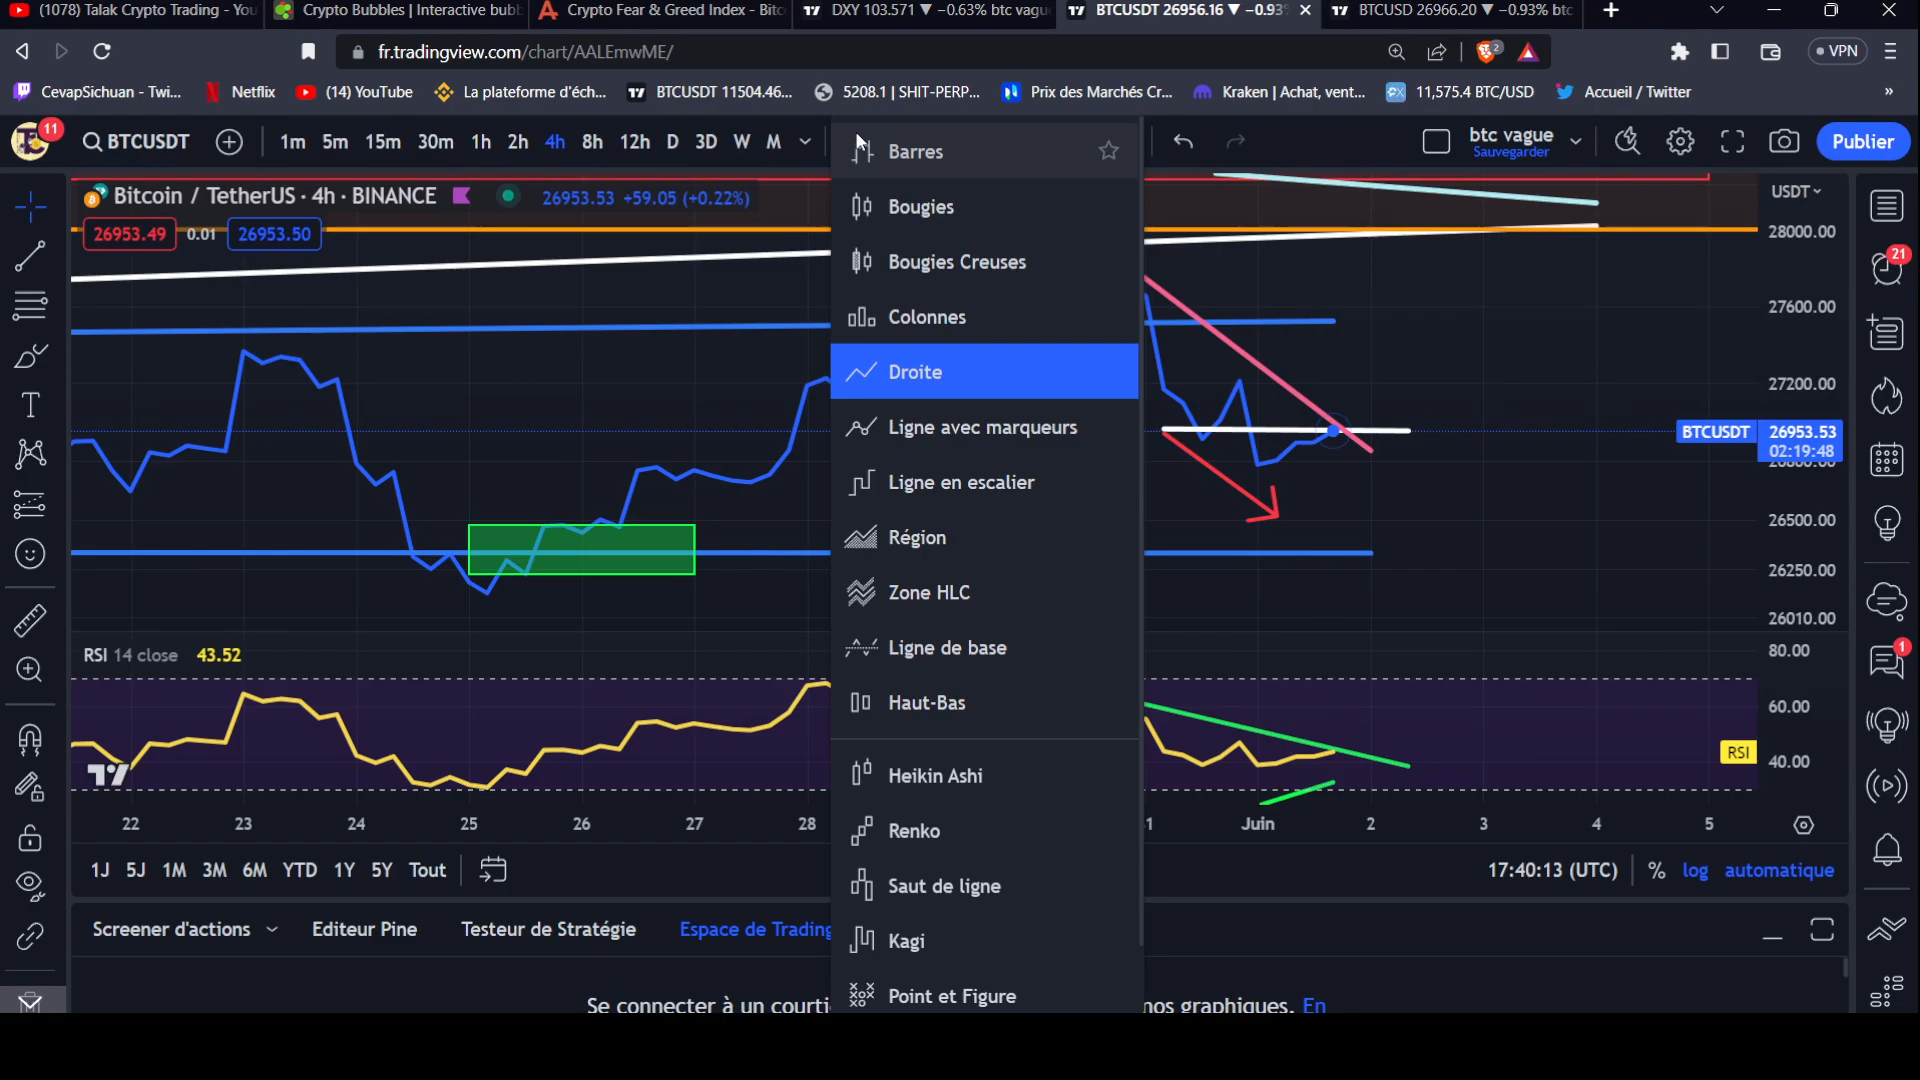 (1078) Talak Crypto Trading - You
Crypto Bubbles | Interactive bubb
Crypto Fear & Greed Index - Bitc
DXY 103.571 ▼ -0.63% btc vagu
BTCUSDT 26956.16 ▼ -0.93
BTCUSD 26966.20 ▼ -0.93% btc
fr.tradingview.com/chart/AALEmwME/
2
VPN
CevapSichuan - Twi...
Netflix
(14) YouTube
La plateforme d'éch...
BTCUSDT 11504.46...
5208.1 | SHIT-PERP...
Prix des Marchés Cr...
Kraken | Achat, vent...
11,575.4 BTC/USD
Accueil / Twitter
»
11
BTCUSDT
1m 5m 15m 30m 1h 2h 4h 8h 12h D 3D W M
btc vague
Sauvegarder
Publier
Bitcoin / TetherUS · 4h · BINANCE
26953.53 +59.05 (+0.22%)
26953.49 0.01 26953.50
Barres
Bougies
Bougies Creuses
Colonnes
Droite
Ligne avec marqueurs
Ligne en escalier
Région
Zone HLC
Ligne de base
Haut-Bas
Heikin Ashi
Renko
Saut de ligne
Kagi
Point et Figure
USDT
28000.00
27600.00
27200.00
BTCUSDT 26953.53
02:19:48
26500.00
26250.00
26010.00
80.00
60.00
RSI
40.00
21
1
RSI 14 close 43.52
22 23 24 25 26 27 28 1 Juin 2 3 4 5
1J 5J 1M 3M 6M YTD 1Y 5Y Tout
17:40:13 (UTC) % log automatique
Screener d'actions
Editeur Pine
Testeur de Stratégie
Espace de Trading
Se connecter à un courti
nos graphiques. En